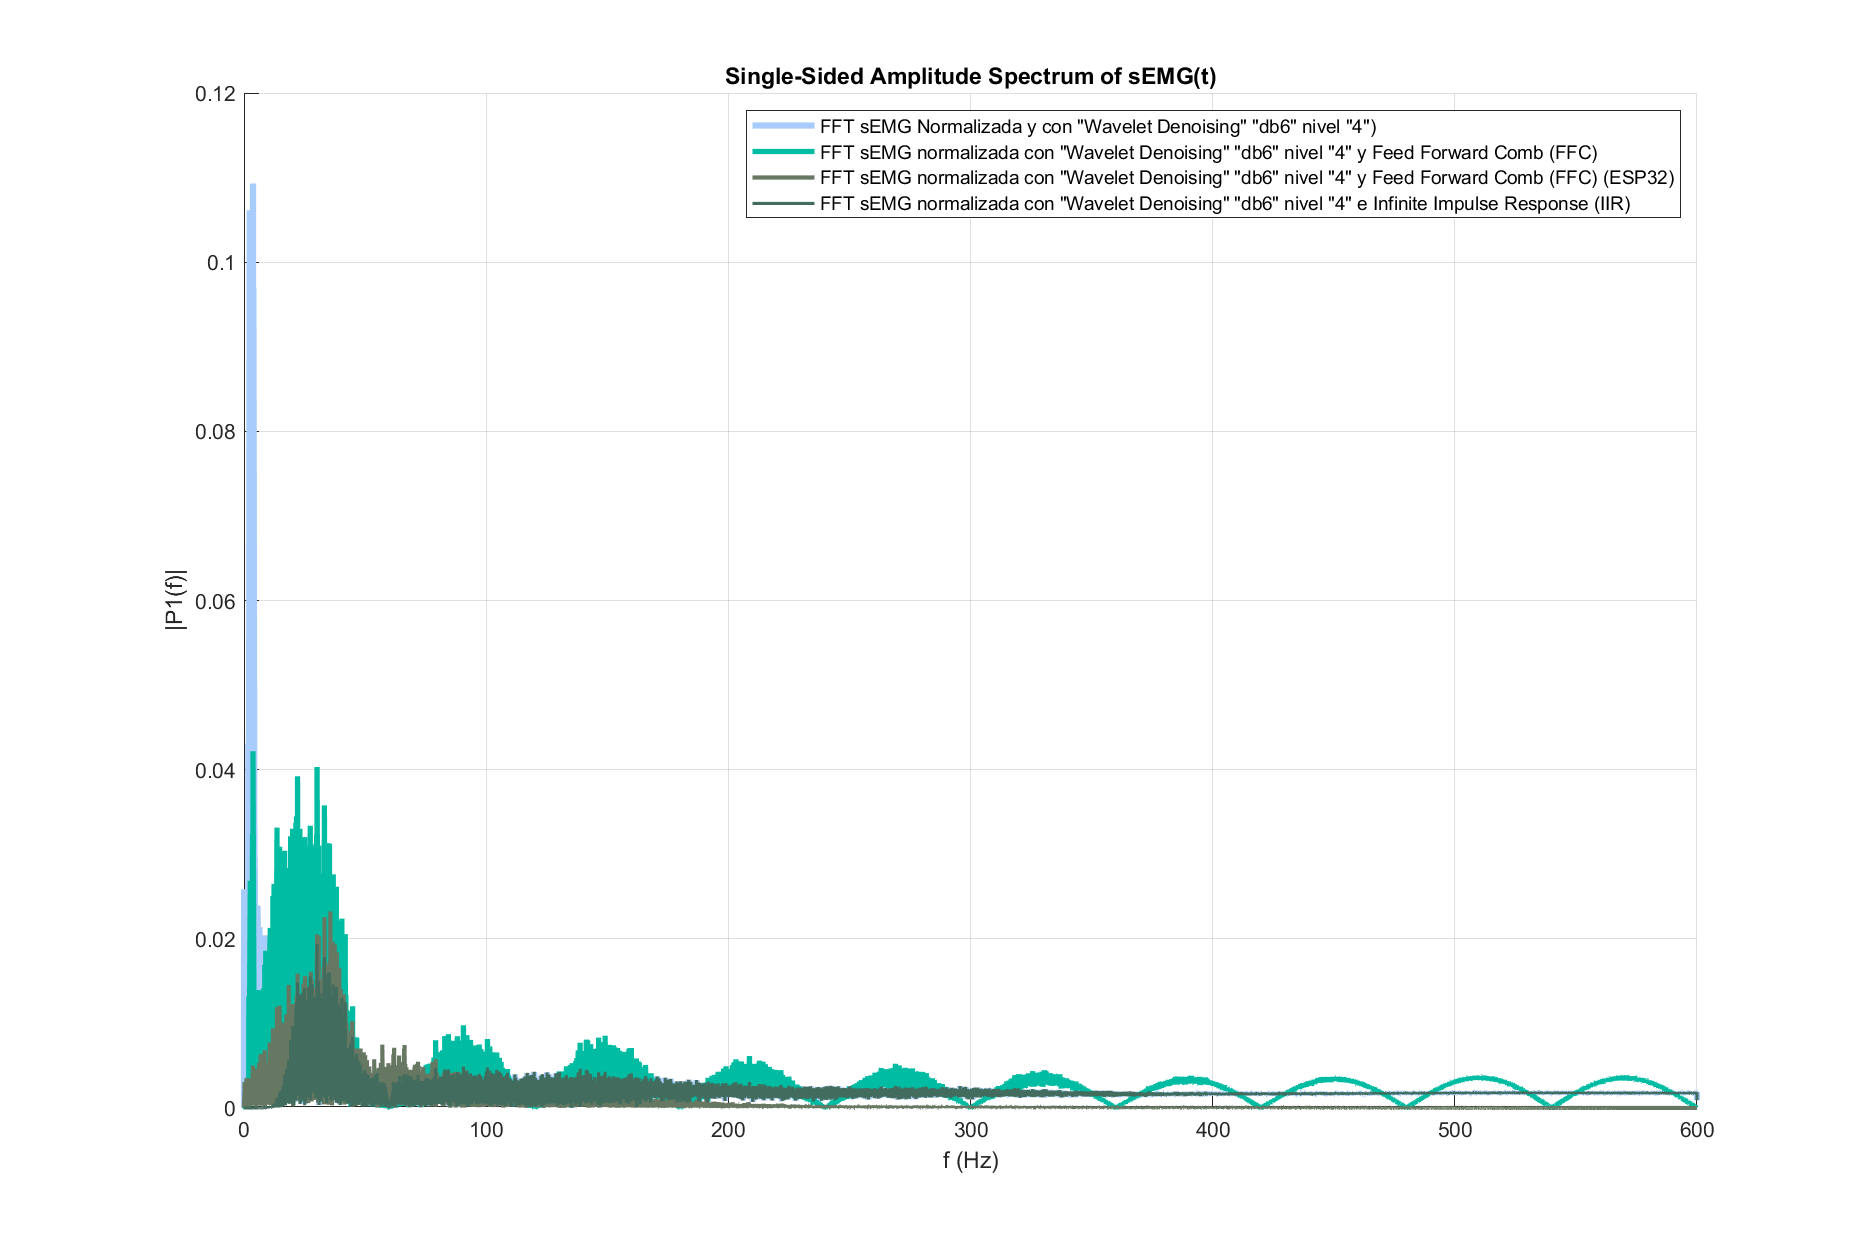 Single-Sided Amplitude Spectrum of sEMG(t)
FFT sEMG Normalizada y con "Wavelet Denoising" "db6" nivel "4")
FFT sEMG normalizada con "Wavelet Denoising" "db6" nivel "4" y Feed Forward Comb (FFC)
FFT sEMG normalizada con "Wavelet Denoising" "db6" nivel "4" y Feed Forward Comb (FFC) (ESP32)
FFT sEMG normalizada con "Wavelet Denoising" "db6" nivel "4" e Infinite Impulse Response (IIR)
|P1(f)|
0.12
0.1
0.08
0.06
0.04
0.02
0
0 100 200 300 400 500 600
f (Hz)